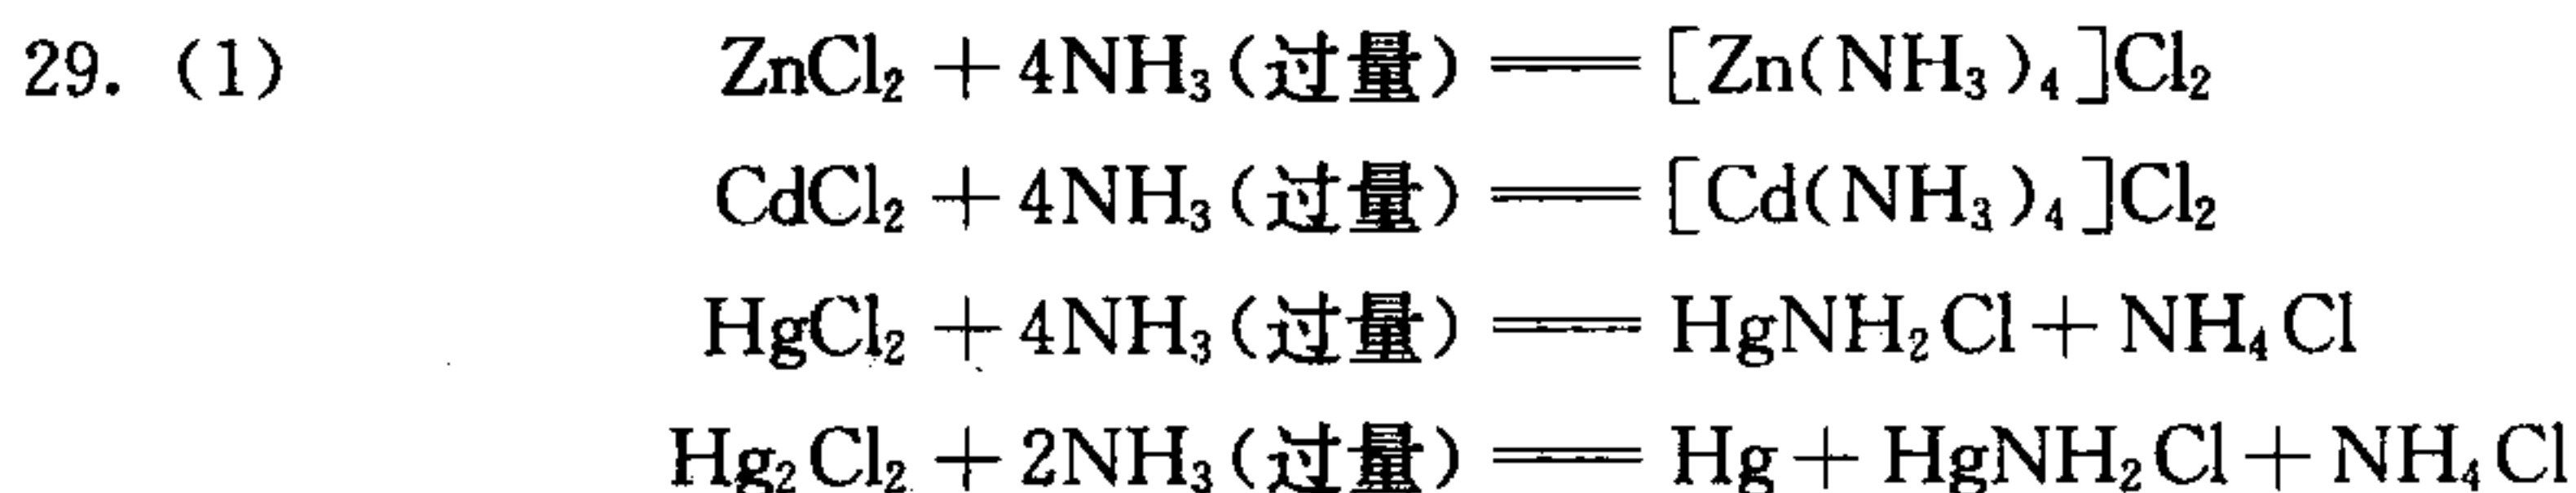 29. (1) ZnCl₂ + 4NH₃(过量) ══ [Zn(NH₃)₄]Cl₂
CdCl₂ + 4NH₃(过量) ══ [Cd(NH₃)₄]Cl₂
HgCl₂ + 4NH₃(过量) ══ HgNH₂Cl + NH₄Cl
Hg₂Cl₂ + 2NH₃(过量) ══ Hg + HgNH₂Cl + NH₄Cl